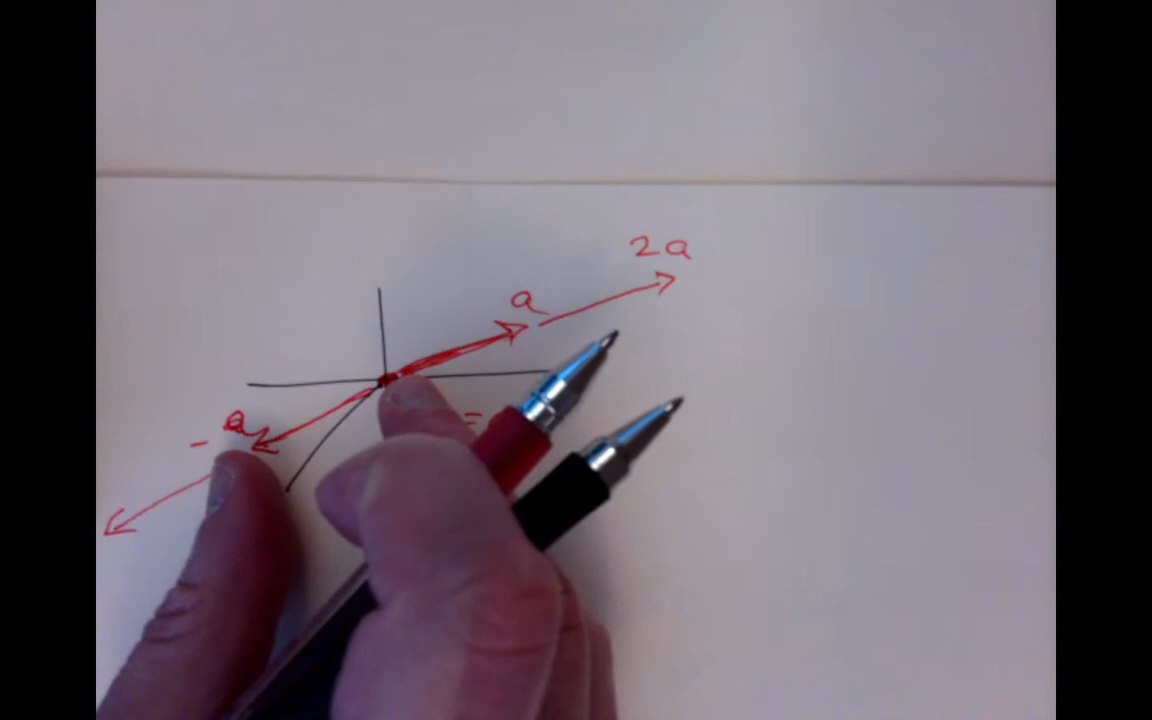 2a
a
=
- a